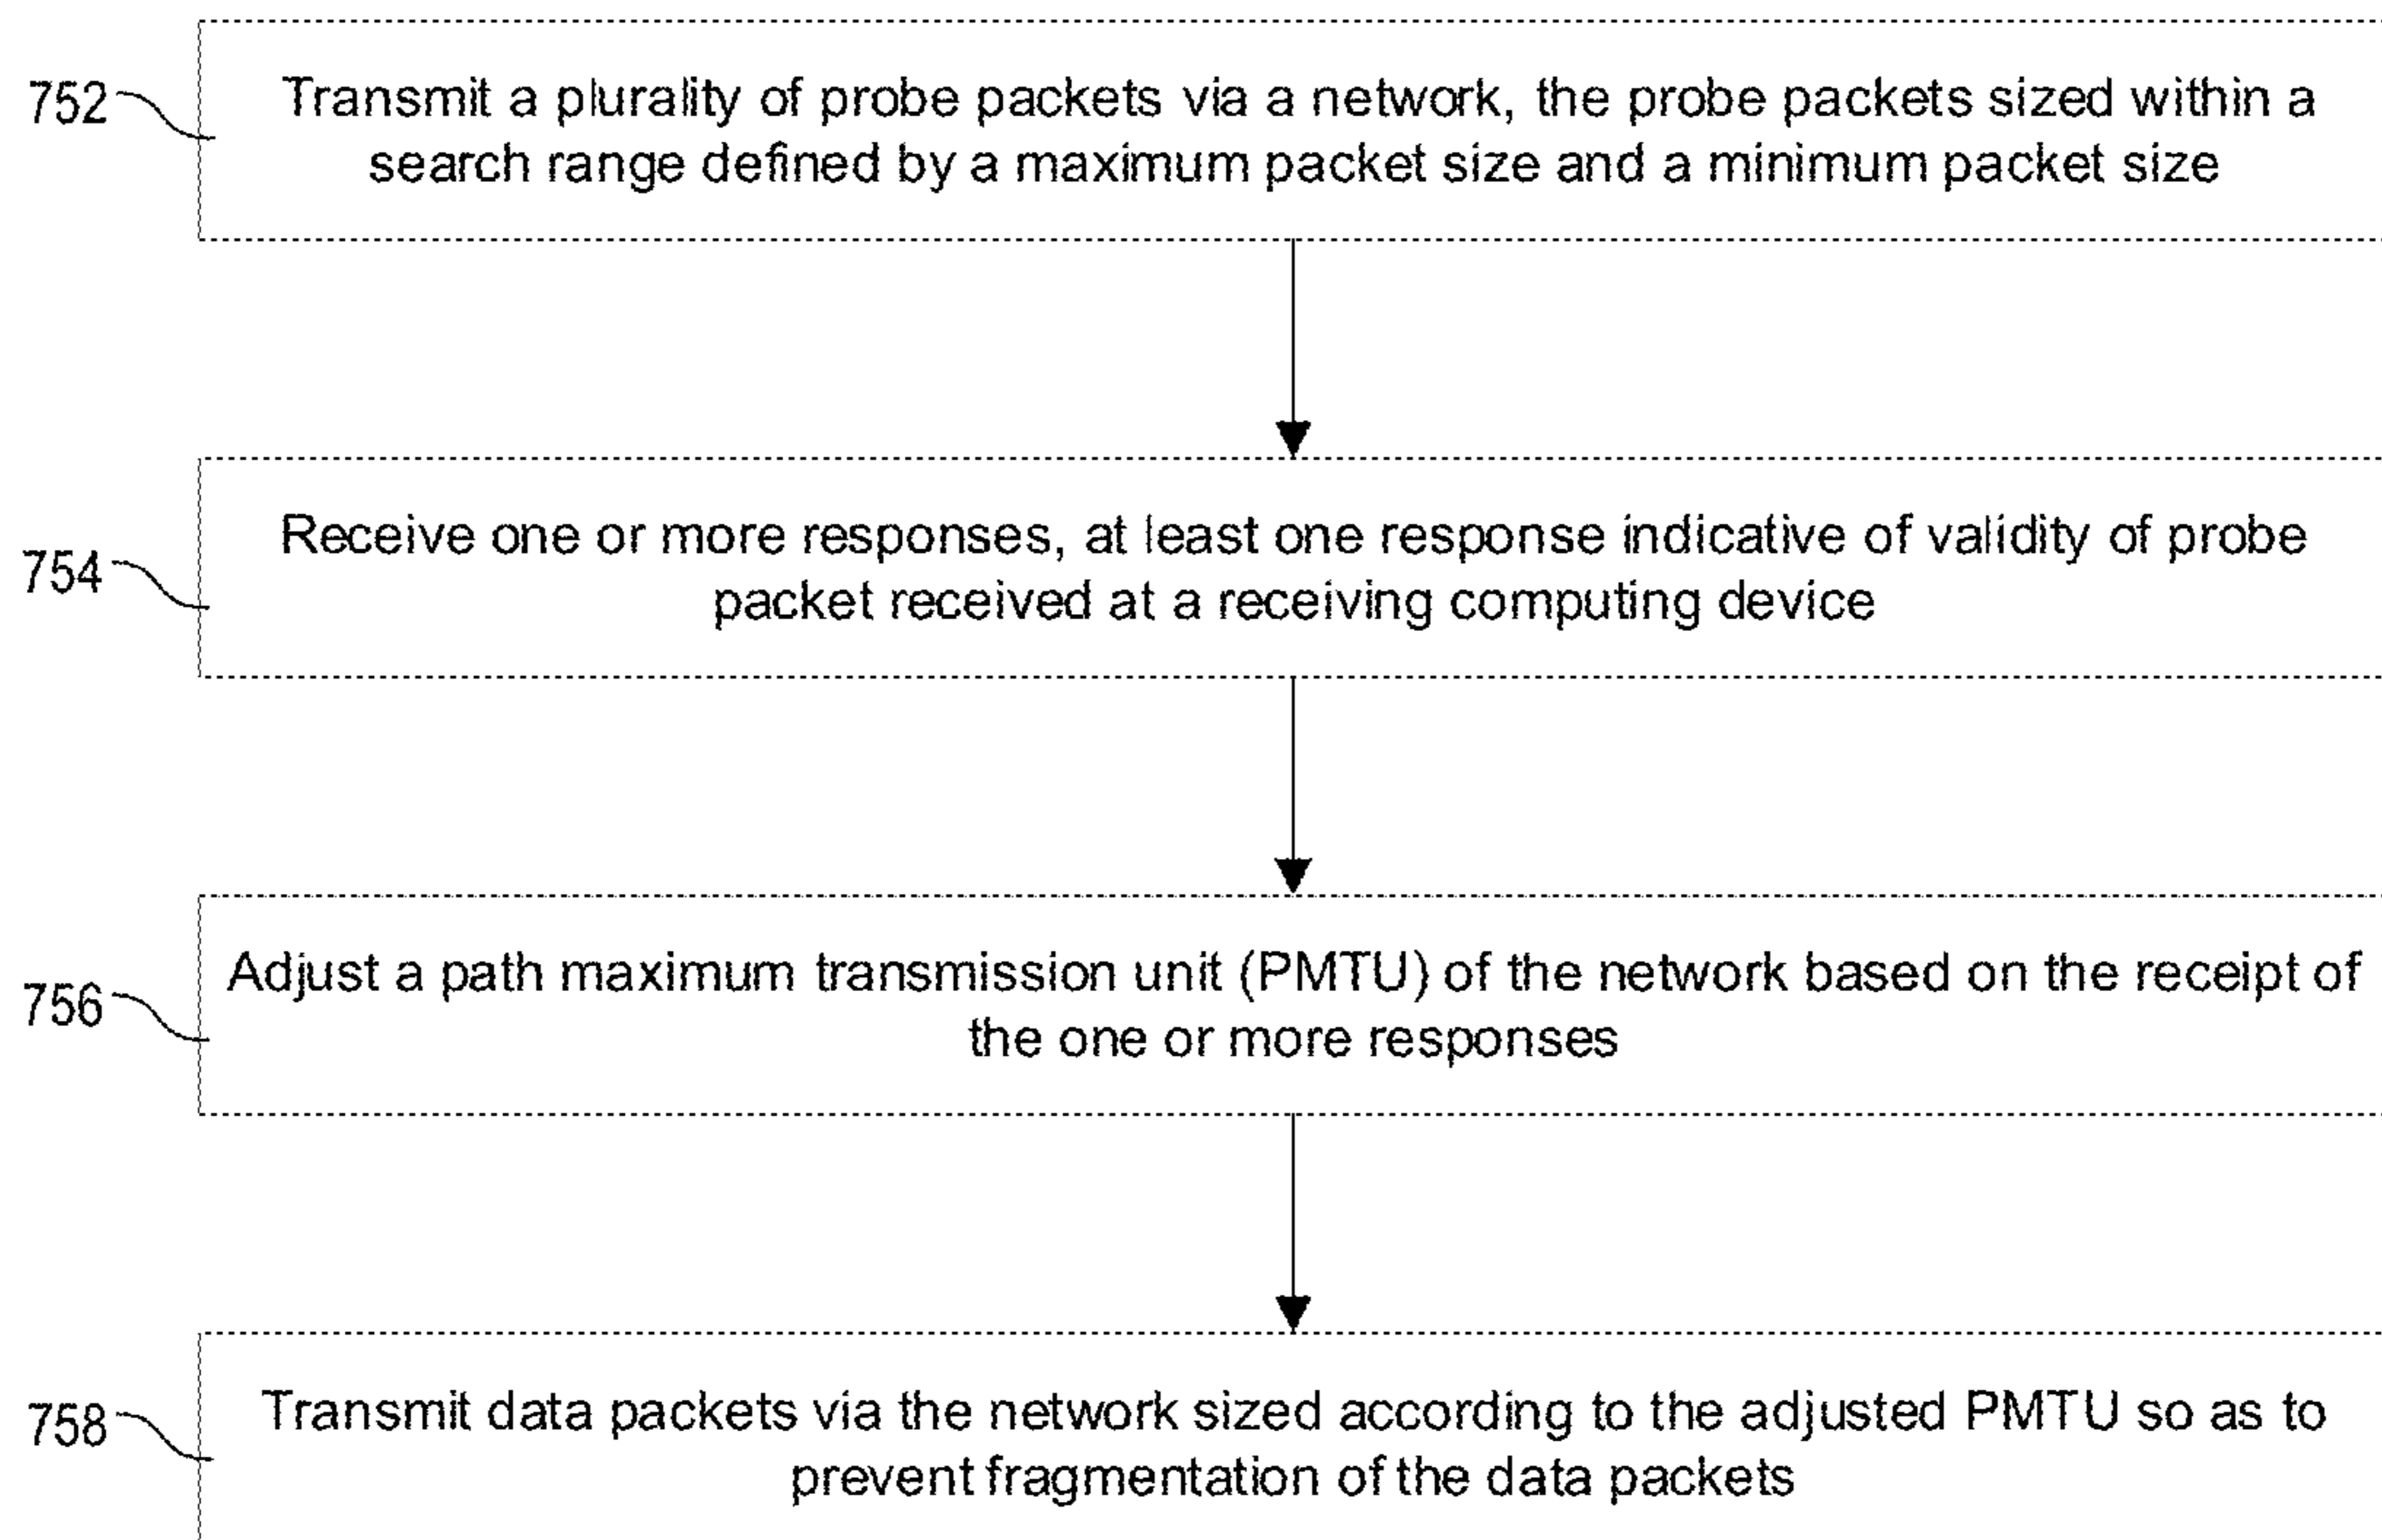 752
Transmit a plurality of probe packets via a network, the probe packets sized within a
search range defined by a maximum packet size and a minimum packet size
754
Receive one or more responses, at least one response indicative of validity of probe
packet received at a receiving computing device
756
Adjust a path maximum transmission unit (PMTU) of the network based on the receipt of
the one or more responses
758
Transmit data packets via the network sized according to the adjusted PMTU so as to
prevent fragmentation of the data packets